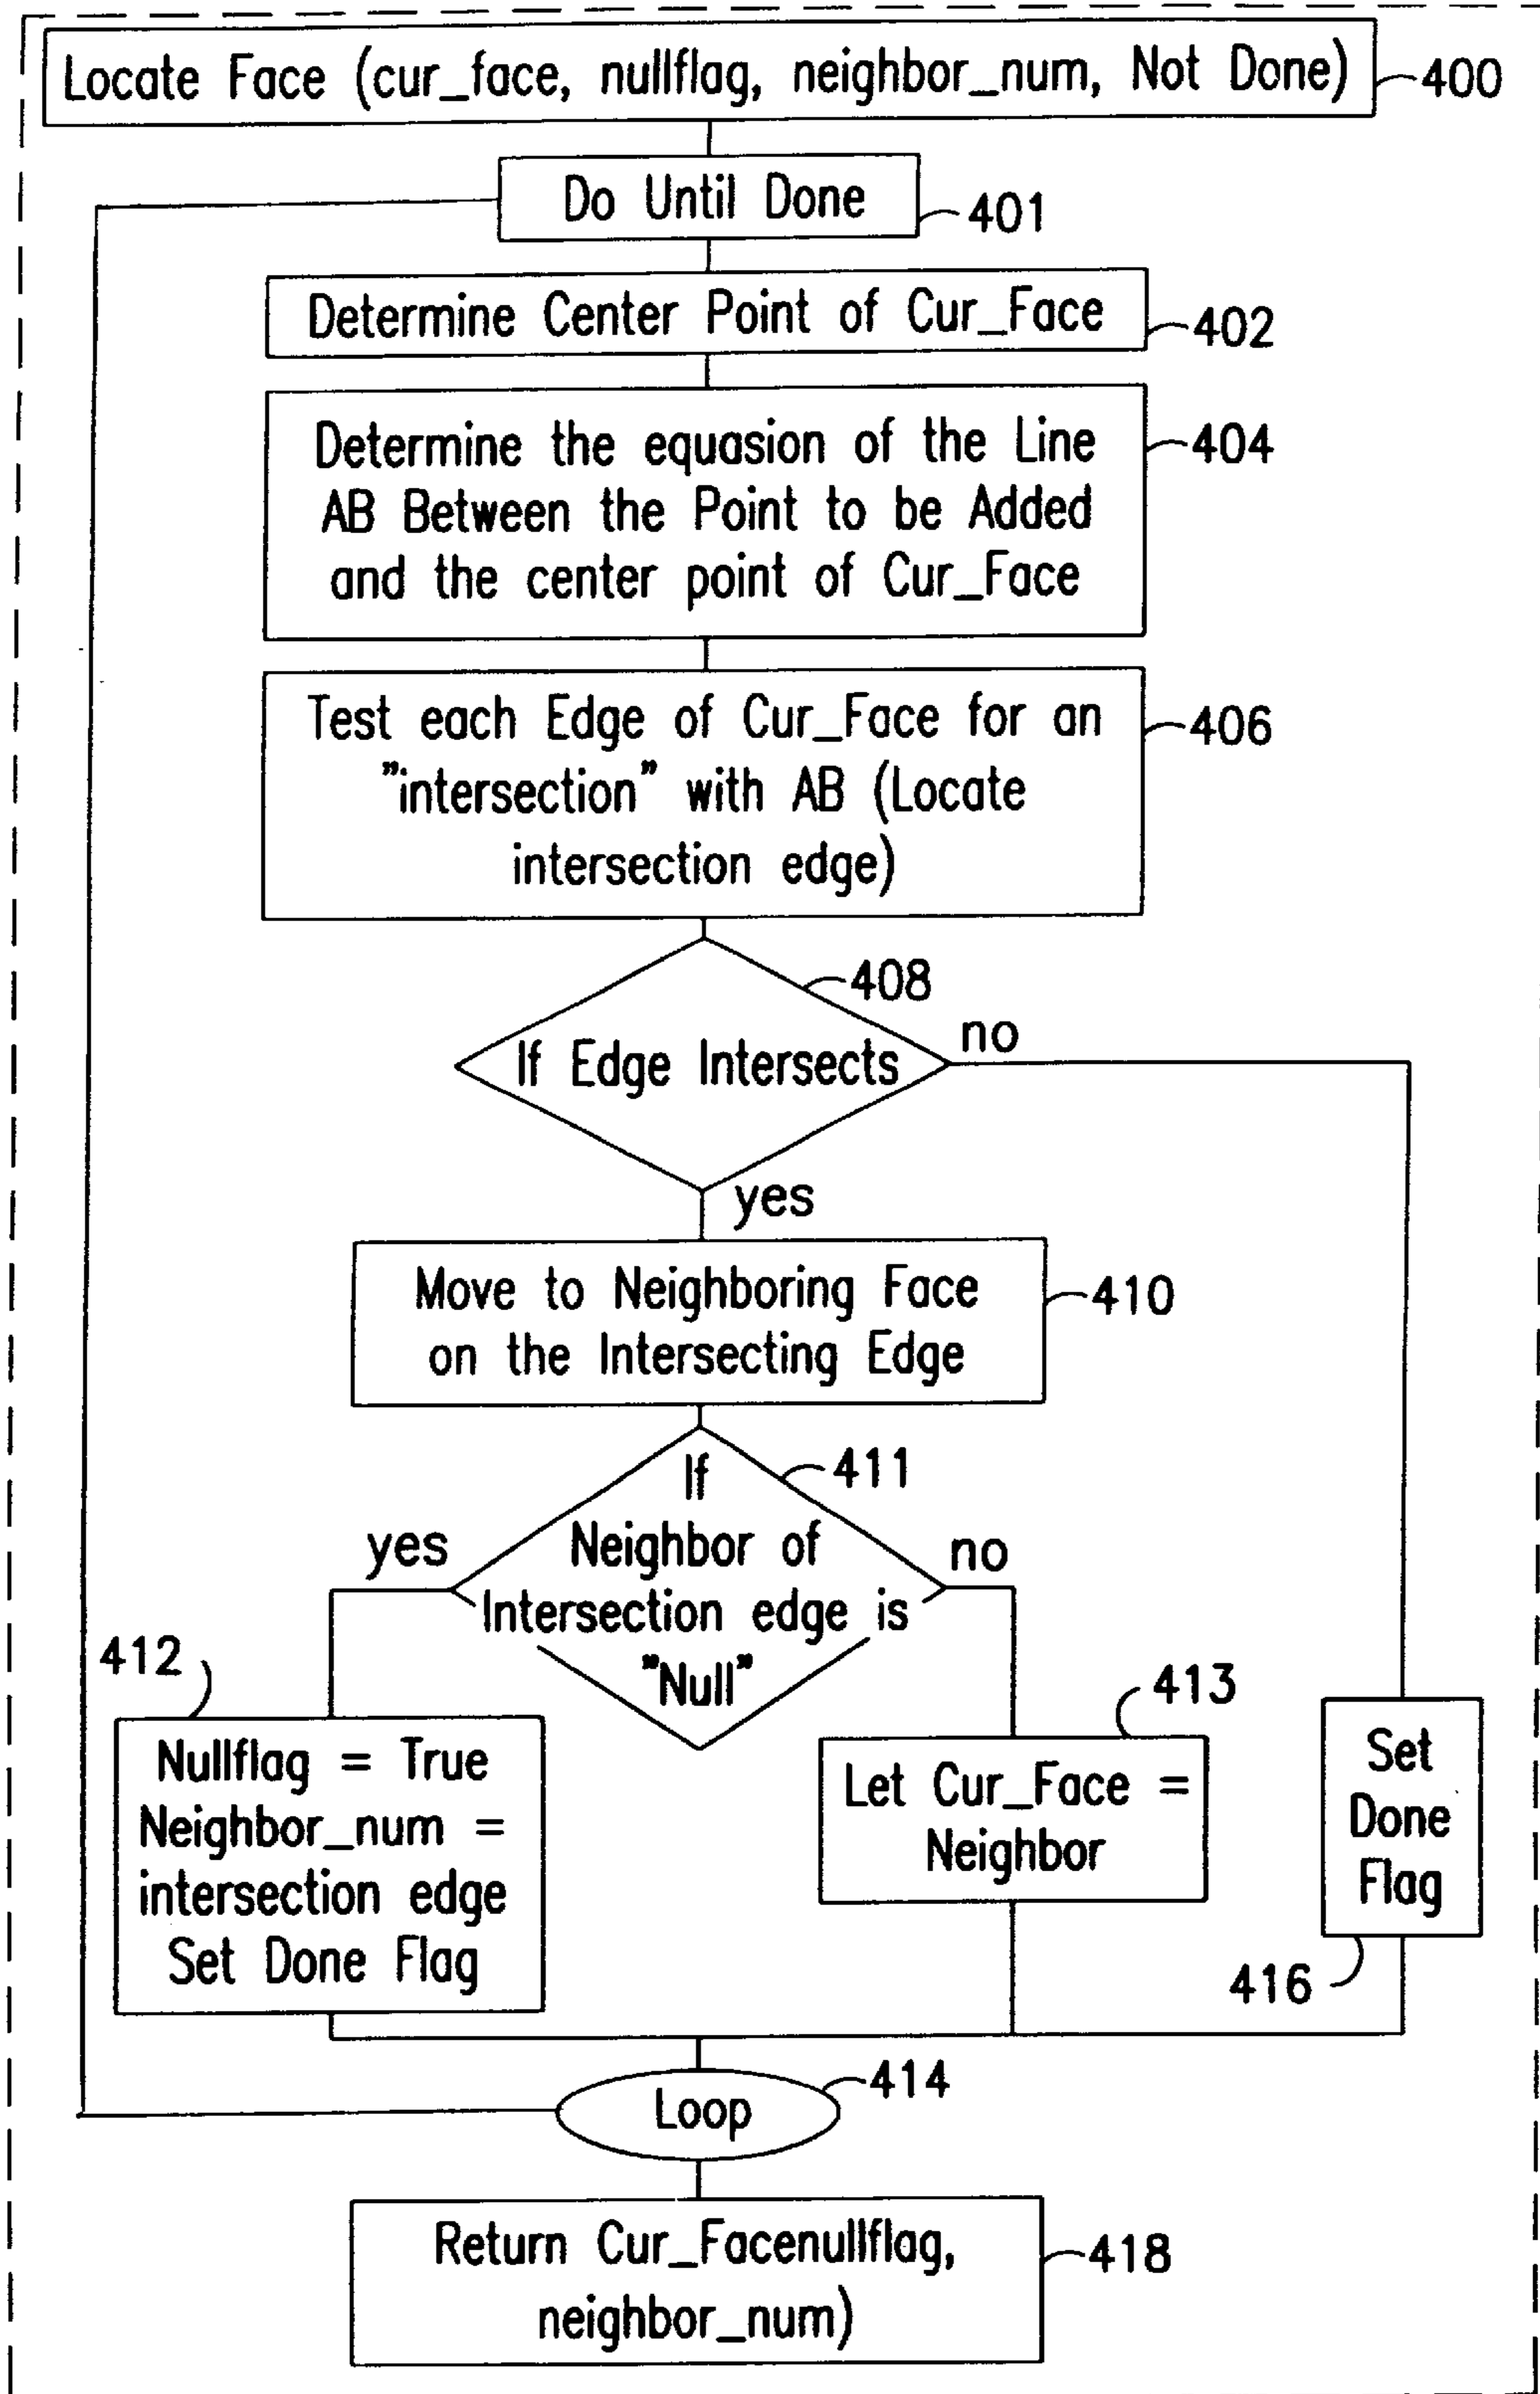 Locate Face (cur_face, nullflag, neighbor_num, Not Done)
400
Do Until Done
401
Determine Center Point of Cur_Face
402
Determine the equasion of the Line
AB Between the Point to be Added
and the center point of Cur_Face
404
Test each Edge of Cur_Face for an
"intersection" with AB (Locate
intersection edge)
406
408
If Edge Intersects
no
yes
Move to Neighboring Face
on the Intersecting Edge
410
If
Neighbor of
Intersection edge is
"Null"
411
yes
no
412
Nullflag = True
Neighbor_num =
intersection edge
Set Done Flag
413
Let Cur_Face =
Neighbor
Set
Done
Flag
416
Loop
414
Return Cur_Facenullflag,
neighbor_num)
418